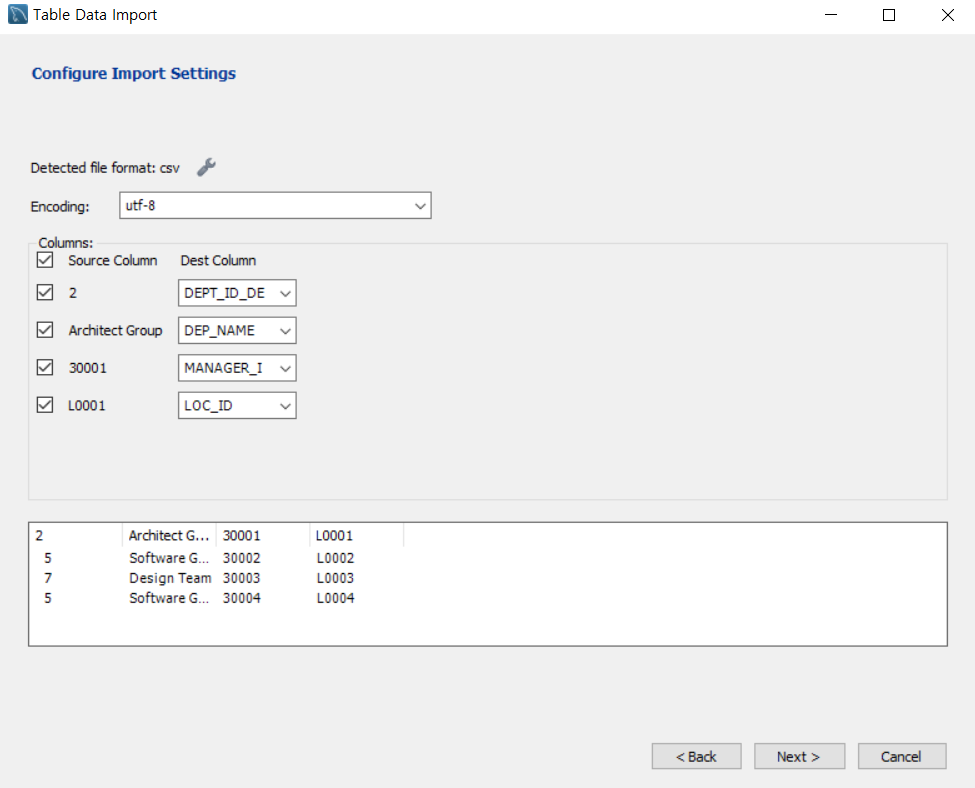 Table Data Import
Configure Import Settings
Detected file format: csv
Encoding: utf-8
Columns:
Source Column Dest Column
2 DEPT_ID_DE
Architect Group DEP_NAME
30001 MANAGER_I
L0001 LOC_ID
2 Architect G... 30001 L0001
5 Software G... 30002 L0002
7 Design Team 30003 L0003
5 Software G... 30004 L0004
< Back Next > Cancel